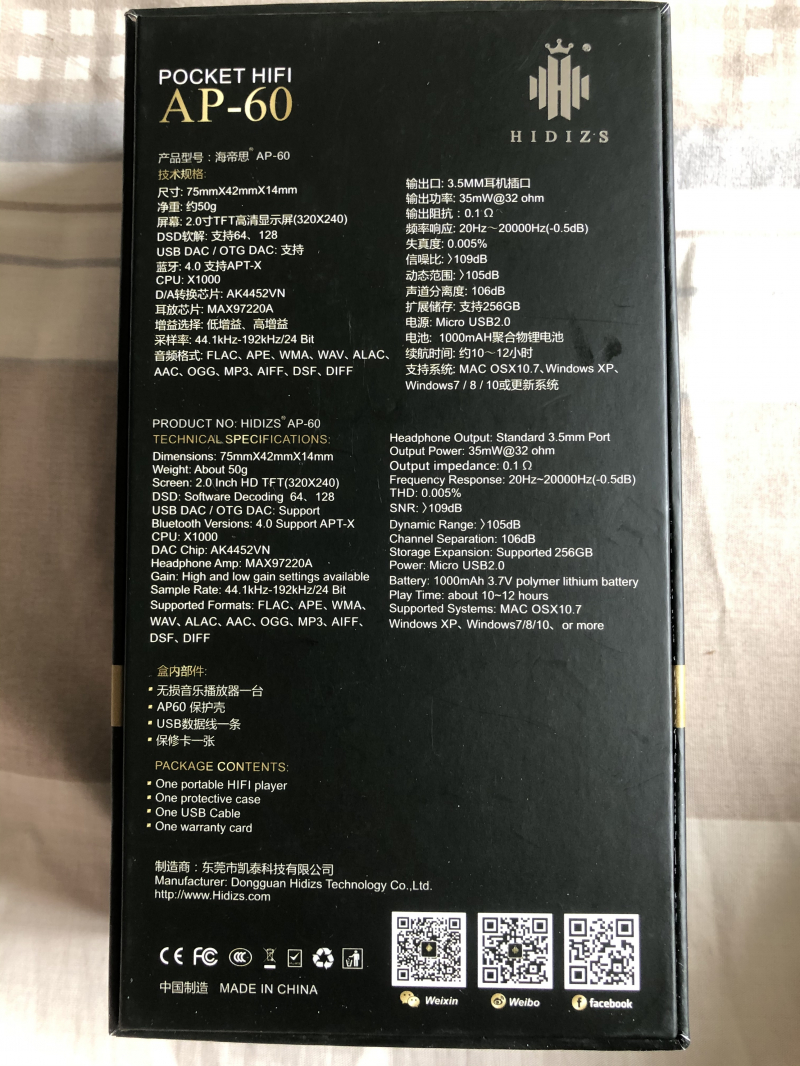 POCKET HIFI
AP-60
®
HIDIZS
产品型号：海帝思® AP-60
技术规格:
尺寸: 75mmX42mmX14mm
净重: 约50g
屏幕: 2.0寸TFT高清显示屏(320X240)
DSD软解: 支持64、128
USB DAC / OTG DAC: 支持
蓝牙: 4.0 支持APT-X
CPU: X1000
D/A转换芯片: AK4452VN
耳放芯片: MAX97220A
增益选择: 低增益、高增益
采样率: 44.1kHz-192kHz/24 Bit
音频格式: FLAC, APE, WMA, WAV, ALAC、
AAC、OGG、MP3、AIFF、DSF、DIFF
输出口: 3.5MM耳机插口
输出功率: 35mW@32 ohm
输出阻抗：0.1 Ω
频率响应: 20Hz～20000Hz(-0.5dB)
失真度: 0.005%
信噪比: 〉109dB
动态范围: 〉105dB
声道分离度: 106dB
扩展储存: 支持256GB
电源: Micro USB2.0
电池: 1000mAH聚合物锂电池
续航时间: 约10～12小时
支持系统: MAC OSX10.7、Windows XP、
Windows7 / 8 / 10或更新系统
PRODUCT NO: HIDIZS® AP-60
TECHNICAL SPECIFICATIONS:
Dimensions: 75mmX42mmX14mm
Weight: About 50g
Screen: 2.0 Inch HD TFT(320X240)
DSD: Software Decoding 64、128
USB DAC / OTG DAC: Support
Bluetooth Versions: 4.0 Support APT-X
CPU: X1000
DAC Chip: AK4452VN
Headphone Amp: MAX97220A
Gain: High and low gain settings available
Sample Rate: 44.1kHz-192kHz/24 Bit
Supported Formats: FLAC、APE、WMA、
WAV、ALAC、AAC、OGG、MP3、AIFF、
DSF、DIFF
Headphone Output: Standard 3.5mm Port
Output Power: 35mW@32 ohm
Output impedance: 0.1 Ω
Frequency Response: 20Hz~20000Hz(-0.5dB)
THD: 0.005%
SNR: 〉109dB
Dynamic Range: 〉105dB
Channel Separation: 106dB
Storage Expansion: Supported 256GB
Power: Micro USB2.0
Battery: 1000mAH 3.7V polymer lithium battery
Play Time: about 10~12 hours
Supported Systems: MAC OSX10.7
Windows XP、Windows7/8/10、or more
盒内部件:
▪ 无损音乐播放器一台
▪ AP60 保护壳
▪ USB数据线一条
▪ 保修卡一张
PACKAGE CONTENTS:
▪ One portable HIFI player
▪ One protective case
▪ One USB Cable
▪ One warranty card
制造商：东莞市凯泰科技有限公司
Manufacturer: Dongguan Hidizs Technology Co.,Ltd.
http://www.Hidizs.com
CE FC CCC
中国制造 MADE IN CHINA
Weixin
Weibo
facebook